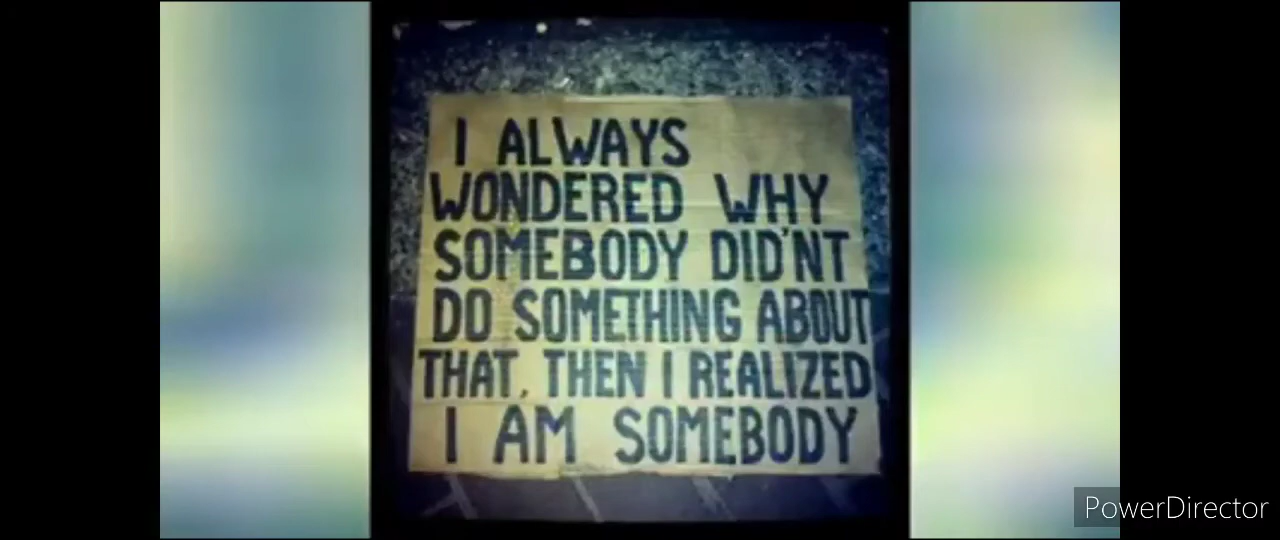 I ALWAYS
WONDERED WHY
SOMEBODY DID'NT
DO SOMETHING ABOUT
THAT, THEN I REALIZED
I AM SOMEBODY
PowerDirector